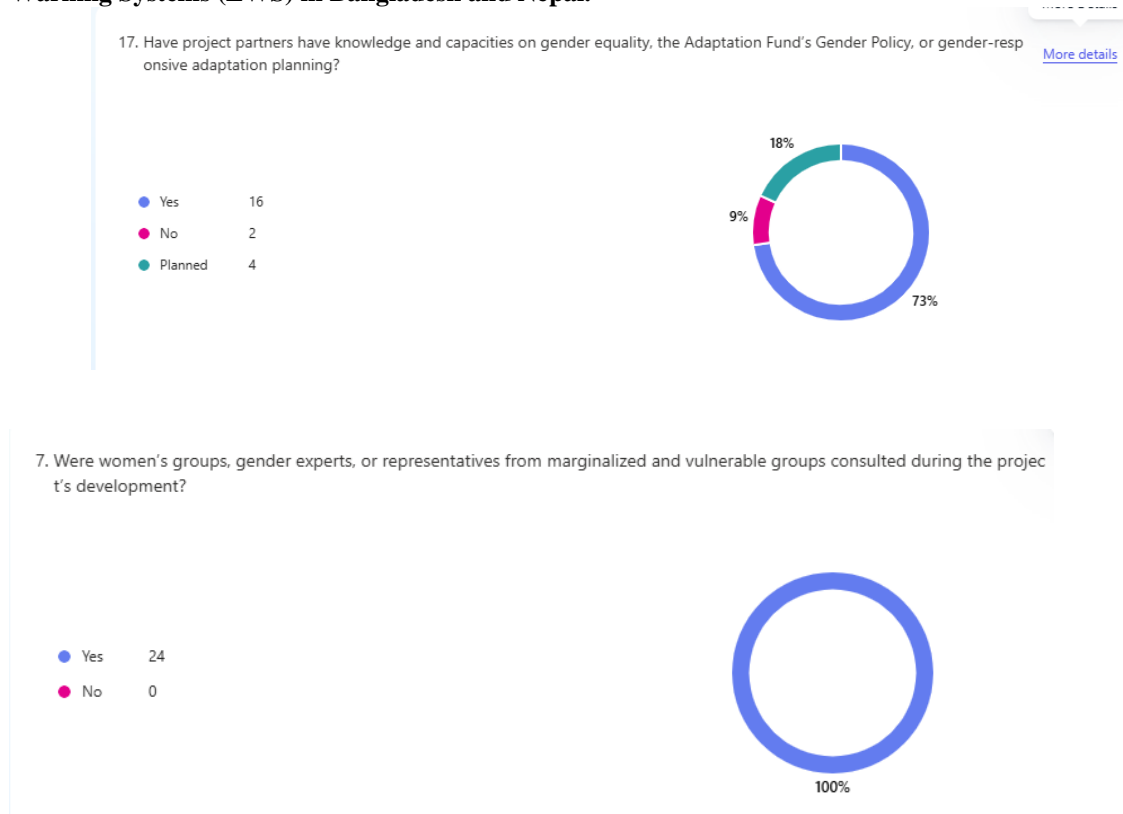 17. Have project partners have knowledge and capacities on gender equality, the Adaptation Fund's Gender Policy, or gender-resp
onsive adaptation planning?
More details
18%
Yes 16
9%
No 2
Planned 4
73%
7. Were women's groups, gender experts, or representatives from marginalized and vulnerable groups consulted during the projec
t's development?
Yes 24
No 0
100%